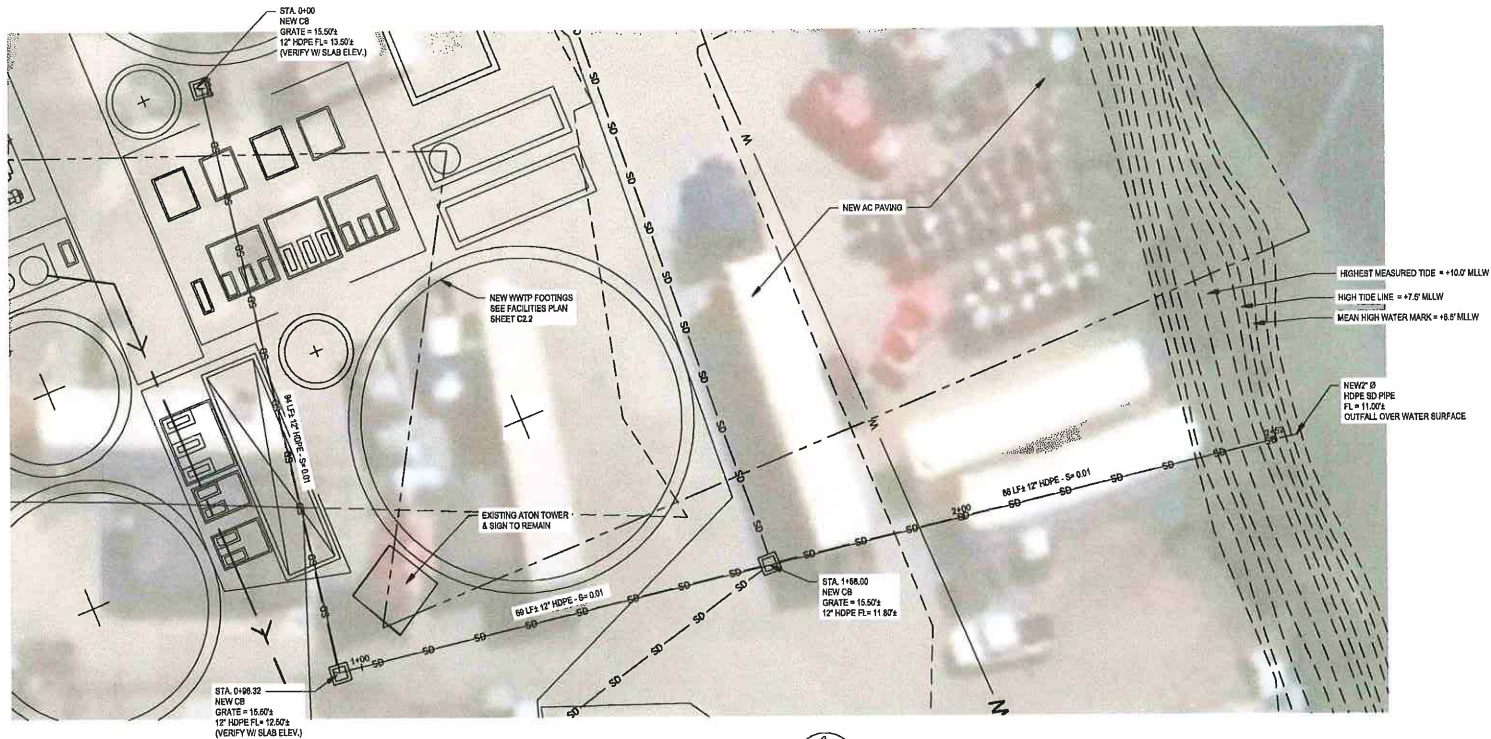 STA. 0+00
NEW CB
GRATE = 15.50'±
12" HDPE FL= 13.50'±
(VERIFY W/ SLAB ELEV.)
NEW AC PAVING
NEW WWTP FOOTINGS
SEE FACILITIES PLAN
SHEET C2.2
HIGHEST MEASURED TIDE = +10.0' MLLW
HIGH TIDE LINE = +7.5' MLLW
MEAN HIGH WATER MARK = +6.5' MLLW
NEW2" Ø
HDPE SD PIPE
FL = 11.00'±
OUTFALL OVER WATER SURFACE
94 LF± 12" HDPE - S= 0.01
EXISTING ATON TOWER
& SIGN TO REMAIN
88 LF± 12" HDPE - S= 0.01
2+00
2+52
69 LF± 12" HDPE - S= 0.01
STA. 1+68.00
NEW CB
GRATE = 15.50'±
12" HDPE FL= 11.80'±
1+00
STA. 0+98.32
NEW CB
GRATE = 15.50'±
12" HDPE FL= 12.50'±
(VERIFY W/ SLAB ELEV.)
SD
M